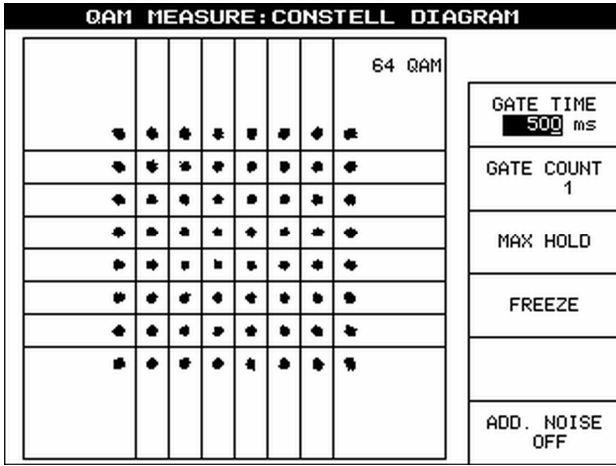 QAM MEASURE:CONSTELL DIAGRAM
64 QAM
GATE TIME
500 ms
GATE COUNT
1
MAX HOLD
FREEZE
ADD. NOISE
OFF